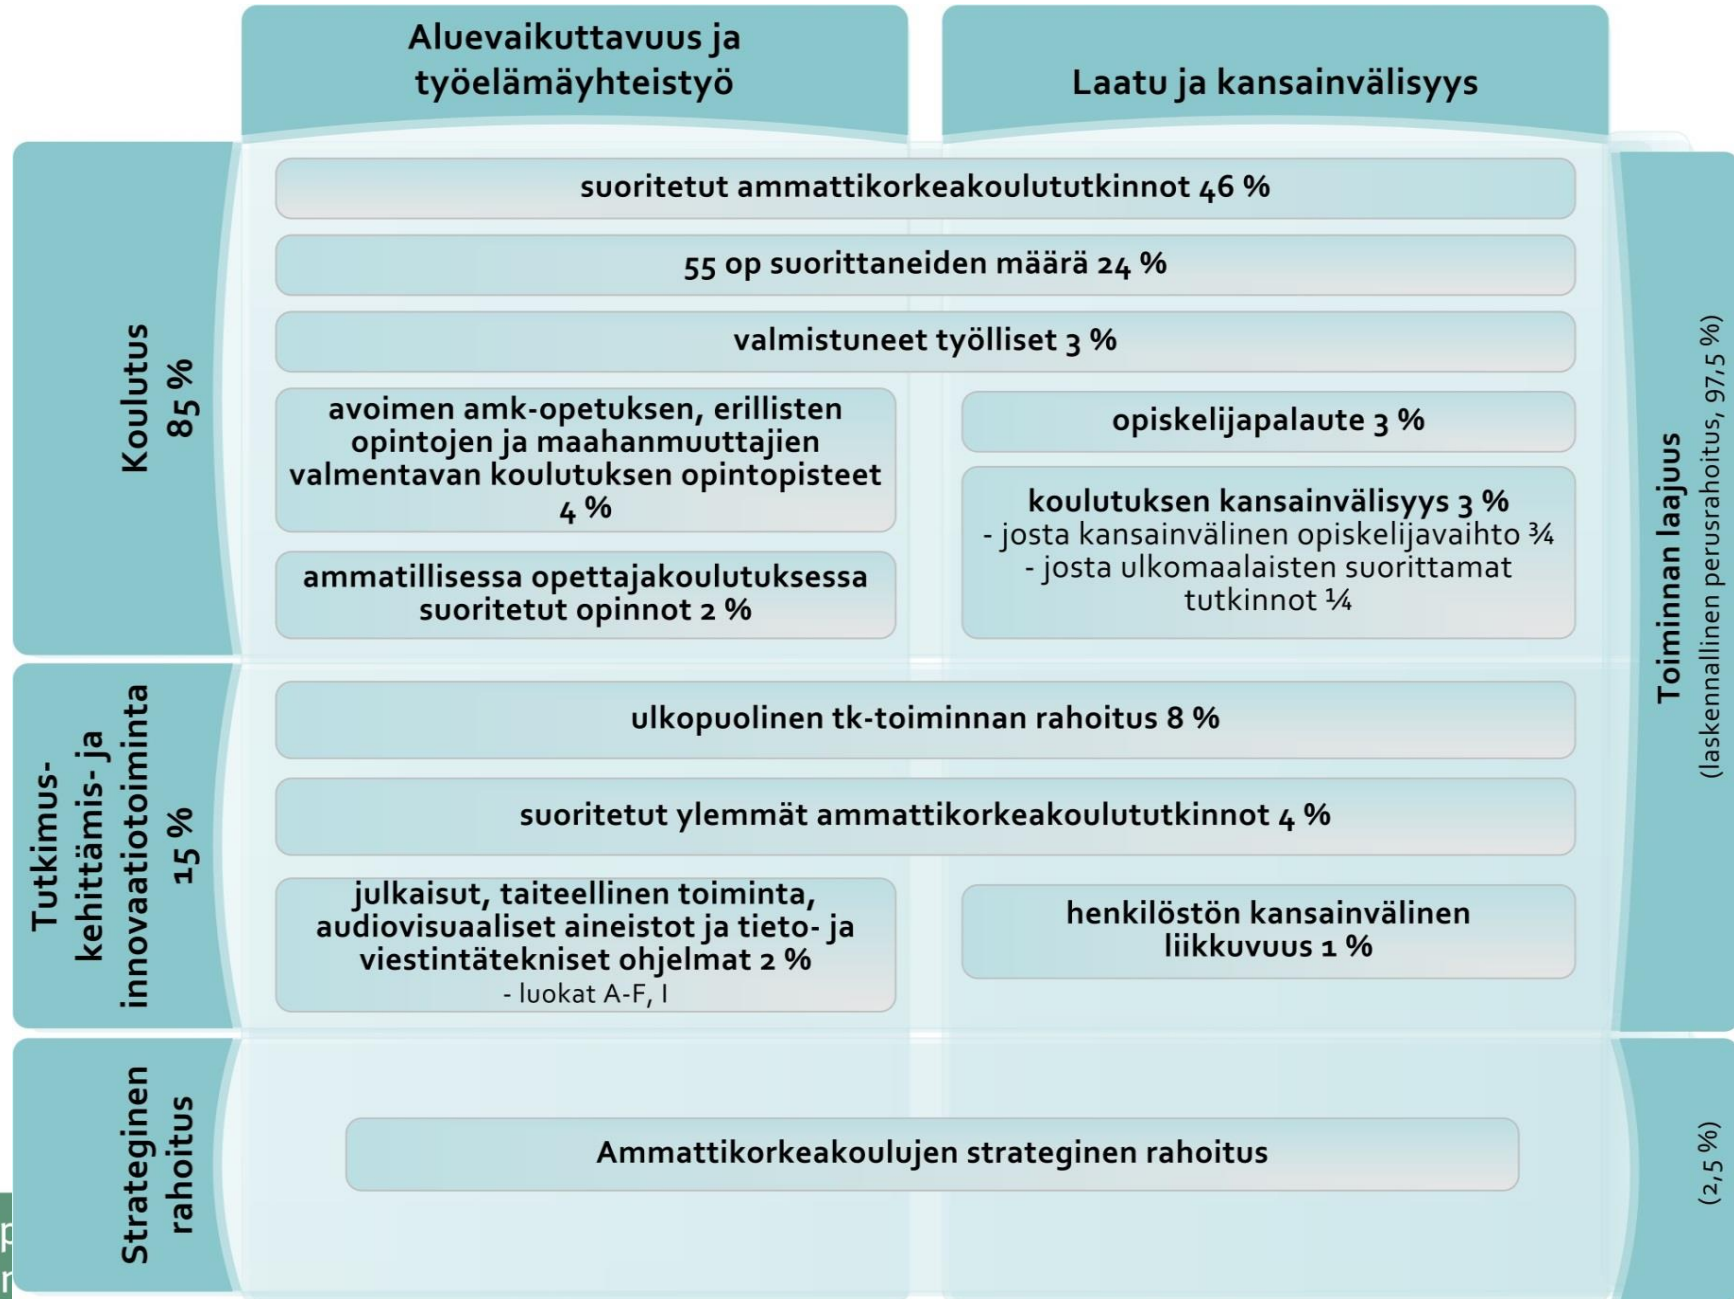 Aluevaikuttavuus ja
työelämäyhteistyö
Laatu ja kansainvälisyys
Koulutus
85 %
suoritetut ammattikorkeakoulututkinnot 46 %
55 op suorittaneiden määrä 24 %
valmistuneet työlliset 3 %
avoimen amk-opetuksen, erillisten
opintojen ja maahanmuuttajien
valmentavan koulutuksen opintopisteet
4 %
ammatillisessa opettajakoulutuksessa
suoritetut opinnot 2 %
opiskelijapalaute 3 %
koulutuksen kansainvälisyys 3 %
- josta kansainvälinen opiskelijavaihto ¾
- josta ulkomaalaisten suorittamat
tutkinnot ¼
Toiminnan laajuus
(laskennallinen perusrahoitus, 97,5 %)
Tutkimus-
kehittämis- ja
innovaatiotoiminta
15 %
ulkopuolinen tk-toiminnan rahoitus 8 %
suoritetut ylemmät ammattikorkeakoulututkinnot 4 %
julkaisut, taiteellinen toiminta,
audiovisuaaliset aineistot ja tieto- ja
viestintätekniset ohjelmat 2 %
- luokat A-F, I
henkilöstön kansainvälinen
liikkuvuus 1 %
Strateginen
rahoitus
Ammattikorkeakoulujen strateginen rahoitus
(2,5 %)